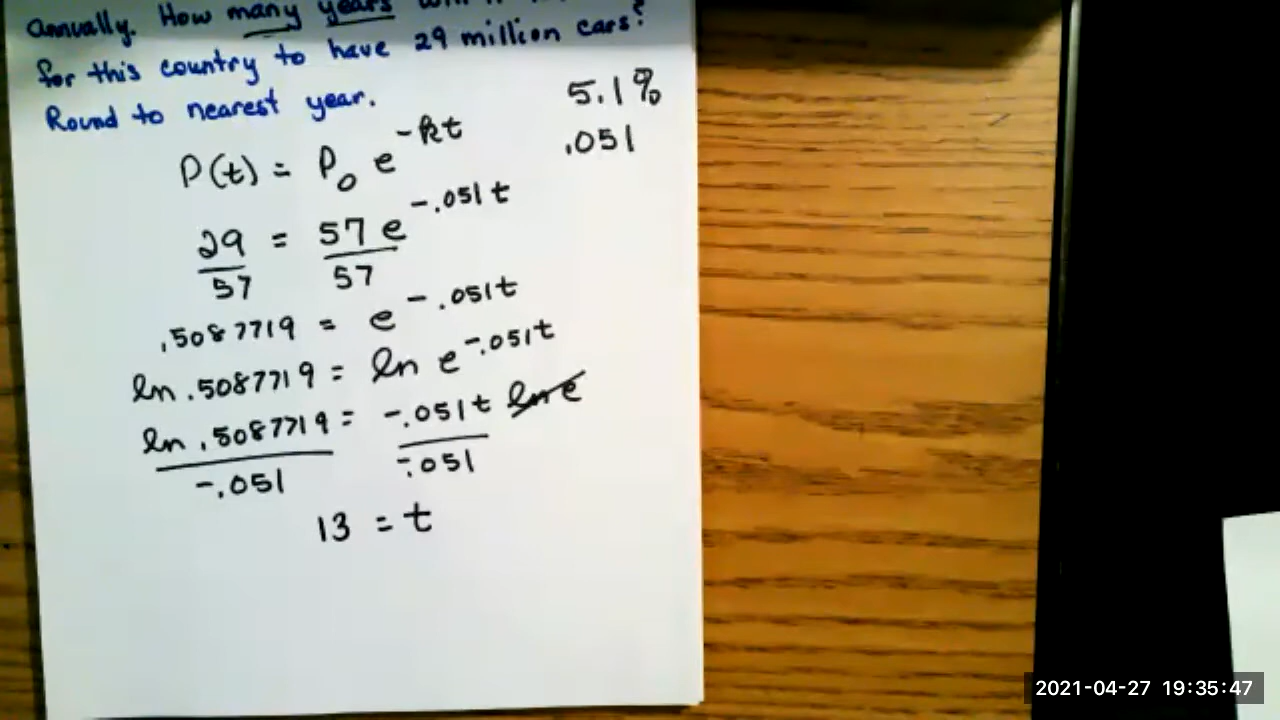 annually. How many years
for this country to have 29 million cars?
Round to nearest year.
5.1%
.051
P(t) = P₀ e^-kt
29/57 = 57 e^-.051t/57
.5087719 = e^-.051t
ln .5087719 = ln e^-.051t
ln .5087719/-.051 = -.051t ln e/-.051
13 = t
2021-04-27 19:35:47